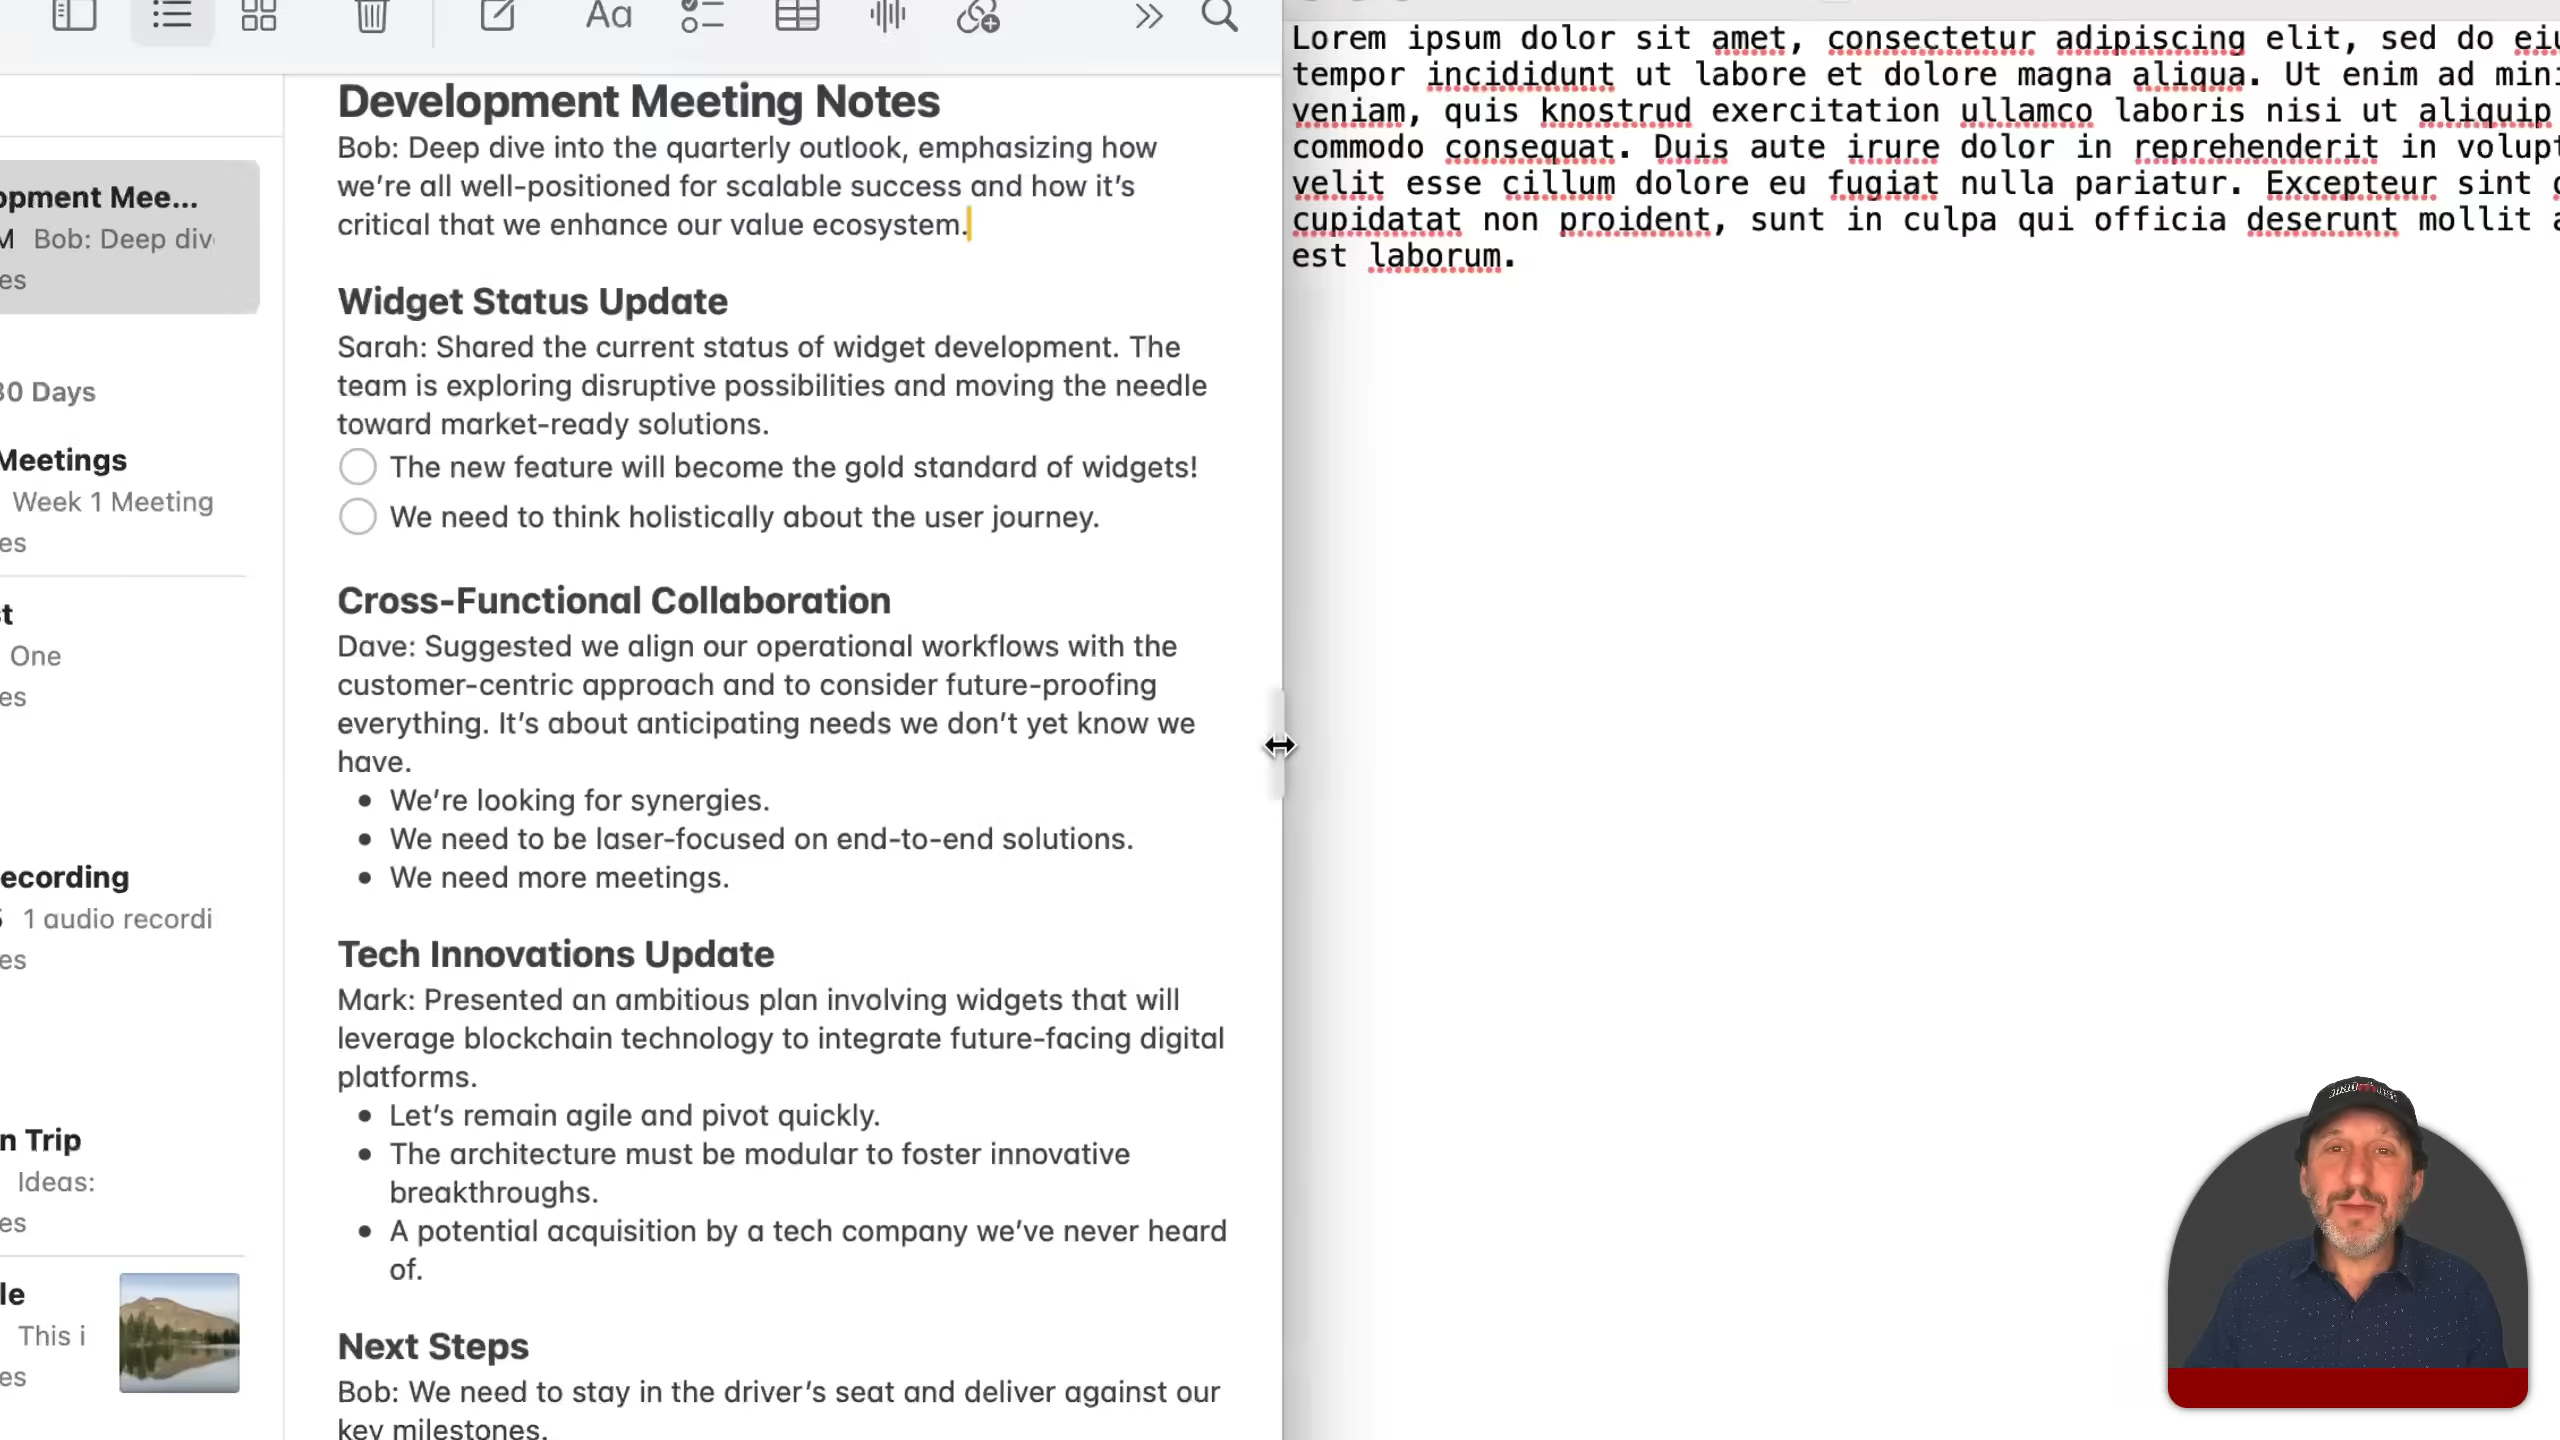 opment Mee...
M Bob: Deep div
es
30 Days
Meetings
Week 1 Meeting
es
st
One
es
ecording
5 1 audio recordi
es
n Trip
Ideas:
es
le
This i
es
Aa
Development Meeting Notes
Bob: Deep dive into the quarterly outlook, emphasizing how
we’re all well-positioned for scalable success and how it’s
critical that we enhance our value ecosystem.
Widget Status Update
Sarah: Shared the current status of widget development. The
team is exploring disruptive possibilities and moving the needle
toward market-ready solutions.
The new feature will become the gold standard of widgets!
We need to think holistically about the user journey.
Cross-Functional Collaboration
Dave: Suggested we align our operational workflows with the
customer-centric approach and to consider future-proofing
everything. It’s about anticipating needs we don’t yet know we
have.
• We’re looking for synergies.
• We need to be laser-focused on end-to-end solutions.
• We need more meetings.
Tech Innovations Update
Mark: Presented an ambitious plan involving widgets that will
leverage blockchain technology to integrate future-facing digital
platforms.
• Let’s remain agile and pivot quickly.
• The architecture must be modular to foster innovative
breakthroughs.
• A potential acquisition by a tech company we’ve never heard
of.
Next Steps
Bob: We need to stay in the driver’s seat and deliver against our
key milestones.
Lorem ipsum dolor sit amet, consectetur adipiscing elit, sed do eiu
tempor incididunt ut labore et dolore magna aliqua. Ut enim ad mini
veniam, quis knostrud exercitation ullamco laboris nisi ut aliquip
commodo consequat. Duis aute irure dolor in reprehenderit in volupt
velit esse cillum dolore eu fugiat nulla pariatur. Excepteur sint
cupidatat non proident, sunt in culpa qui officia deserunt mollit a
est laborum.